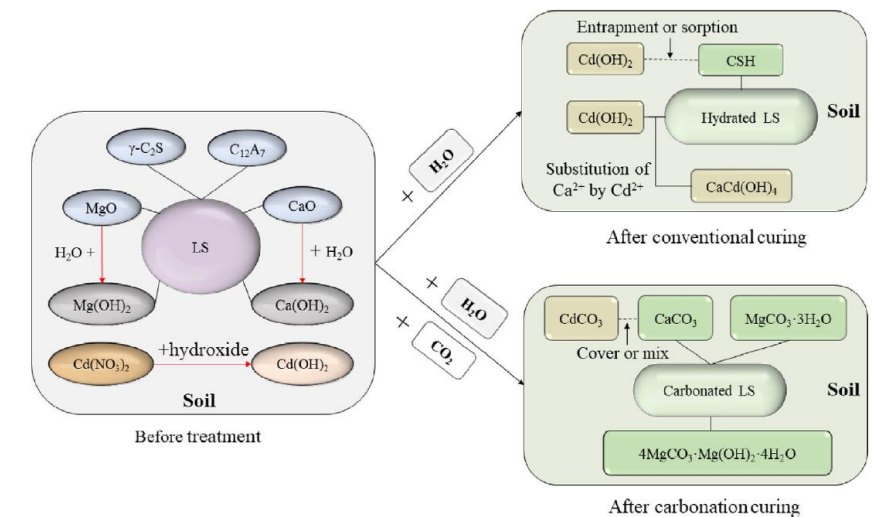 γ-C₂S
C₁₂A₇
MgO
CaO
LS
H₂O +
+ H₂O
Mg(OH)₂
Ca(OH)₂
Cd(NO₃)₂
+hydroxide
Cd(OH)₂
Soil
Before treatment
+ H₂O
+ H₂O
+ CO₂
Entrapment or sorption
Cd(OH)₂
CSH
Cd(OH)₂
Hydrated LS
Soil
Substitution of
Ca²⁺ by Cd²⁺
CaCd(OH)₄
After conventional curing
CdCO₃
CaCO₃
MgCO₃·3H₂O
Cover or mix
Carbonated LS
Soil
4MgCO₃·Mg(OH)₂·4H₂O
After carbonation curing